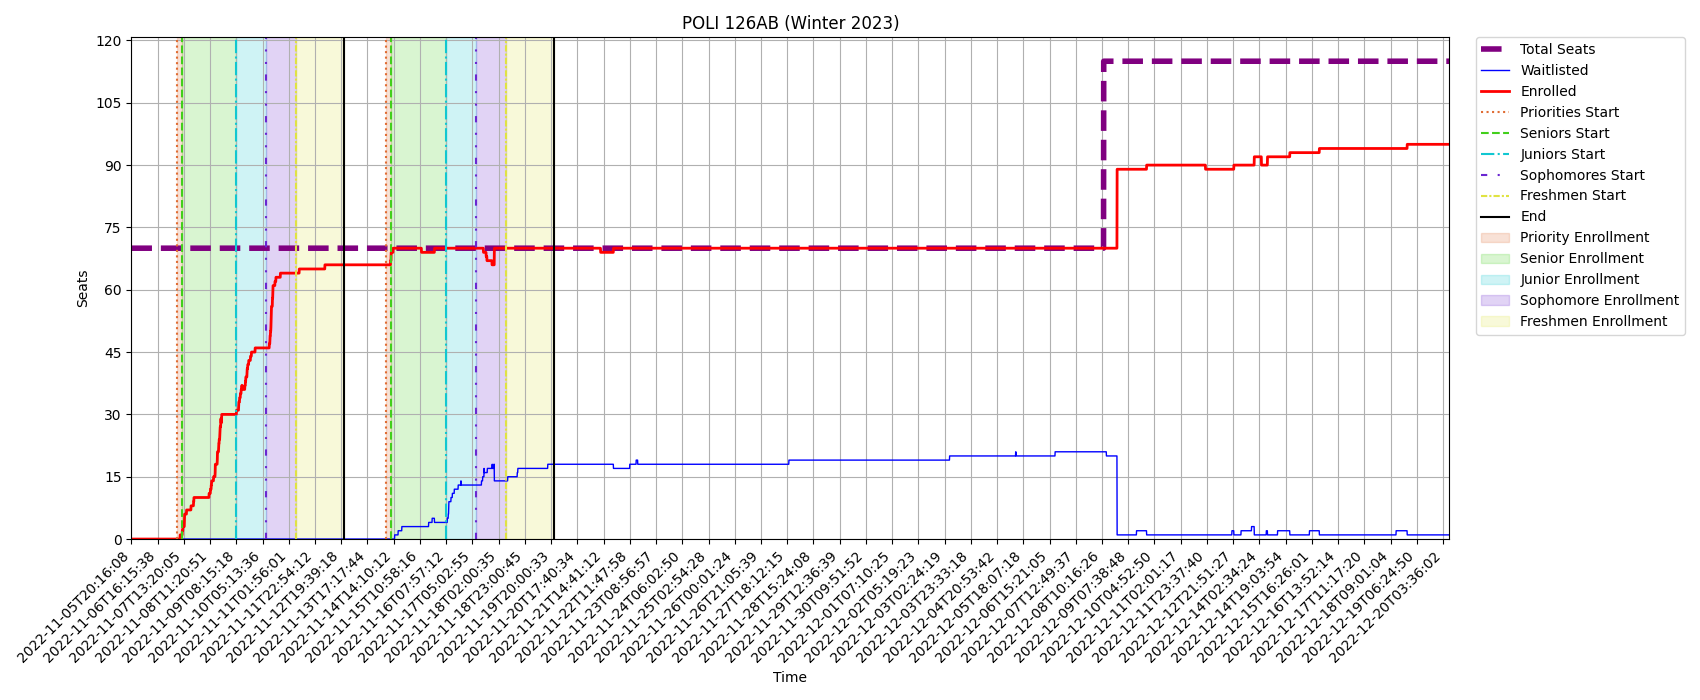 POLI 126AB (Winter 2023)
120
105
90
75
60
45
30
15
0
Seats
Total Seats
Waitlisted
Enrolled
Priorities Start
Seniors Start
Juniors Start
Sophomores Start
Freshmen Start
End
Priority Enrollment
Senior Enrollment
Junior Enrollment
Sophomore Enrollment
Freshmen Enrollment
2022-11-05T20:16:08
2022-11-06T16:15:38
2022-11-07T13:20:05
2022-11-08T11:20:51
2022-11-09T08:15:18
2022-11-10T05:13:36
2022-11-11T01:56:01
2022-11-11T22:54:12
2022-11-12T19:39:18
2022-11-13T17:17:44
2022-11-14T14:10:12
2022-11-15T10:58:16
2022-11-16T07:57:12
2022-11-17T05:02:55
2022-11-18T02:00:35
2022-11-18T23:00:45
2022-11-19T20:00:33
2022-11-20T17:40:34
2022-11-21T14:41:12
2022-11-22T11:47:58
2022-11-23T08:56:57
2022-11-24T06:02:50
2022-11-25T02:54:28
2022-11-26T00:01:24
2022-11-26T21:05:39
2022-11-27T18:12:15
2022-11-28T15:24:08
2022-11-29T12:36:39
2022-11-30T09:51:52
2022-12-01T07:10:25
2022-12-02T05:19:23
2022-12-03T02:24:19
2022-12-03T23:33:18
2022-12-04T20:53:42
2022-12-05T18:07:18
2022-12-06T15:21:05
2022-12-07T12:49:37
2022-12-08T10:16:28
2022-12-09T07:38:48
2022-12-10T04:52:50
2022-12-11T02:01:17
2022-12-11T23:37:40
2022-12-12T21:51:27
2022-12-14T02:34:24
2022-12-14T19:03:54
2022-12-15T16:26:01
2022-12-16T13:52:14
2022-12-17T11:17:20
2022-12-18T09:01:04
2022-12-19T06:24:50
2022-12-20T03:36:02
Time